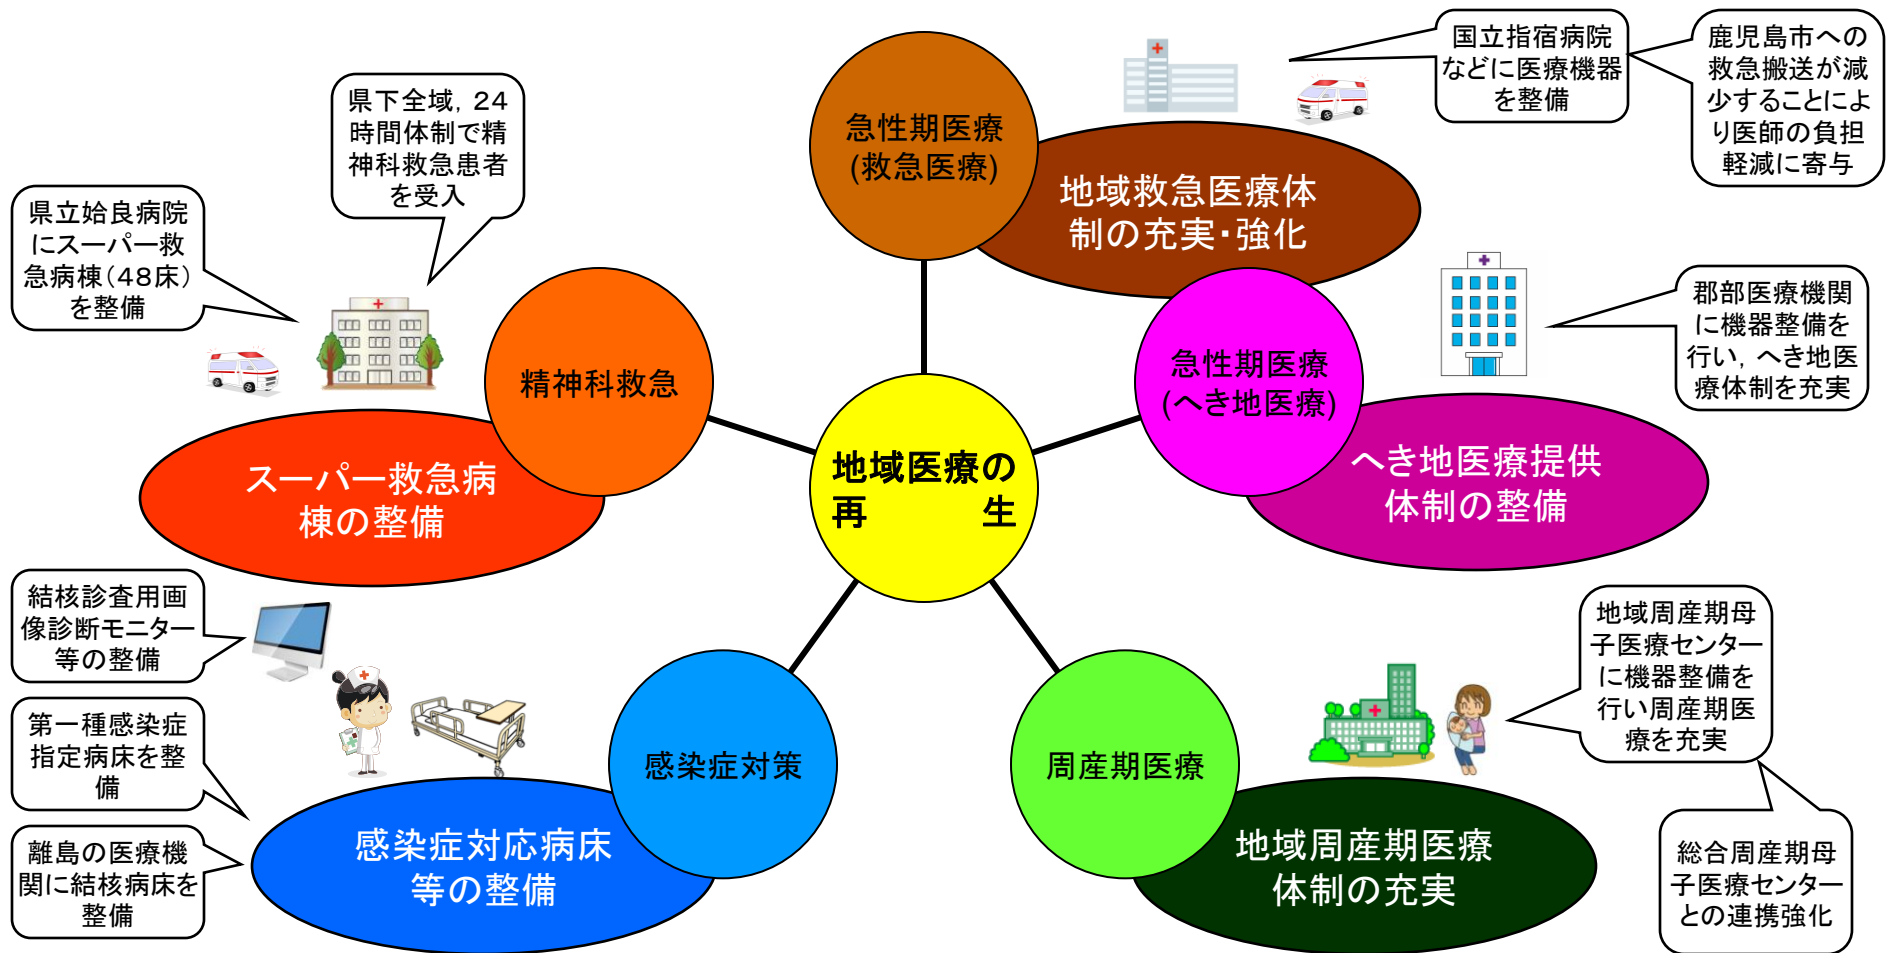 急性期医療
(救急医療)
地域救急医療体
制の充実・強化
国立指宿病院
などに医療機器
を整備
鹿児島市への
救急搬送が減
少することによ
り医師の負担
軽減に寄与
県下全域，24
時間体制で精
神科救急患者
を受入
県立姶良病院
にスーパー救
急病棟(48床)
を整備
精神科救急
スーパー救急病
棟の整備
急性期医療
(へき地医療)
へき地医療提供
体制の整備
郡部医療機関
に機器整備を
行い，へき地医
療体制を充実
地域医療の
再　　　生
結核診査用画
像診断モニター
等の整備
第一種感染症
指定病床を整
備
離島の医療機
関に結核病床を
整備
感染症対策
感染症対応病床
等の整備
周産期医療
地域周産期医療
体制の充実
地域周産期母
子医療センター
に機器整備を
行い周産期医
療を充実
総合周産期母
子医療センター
との連携強化